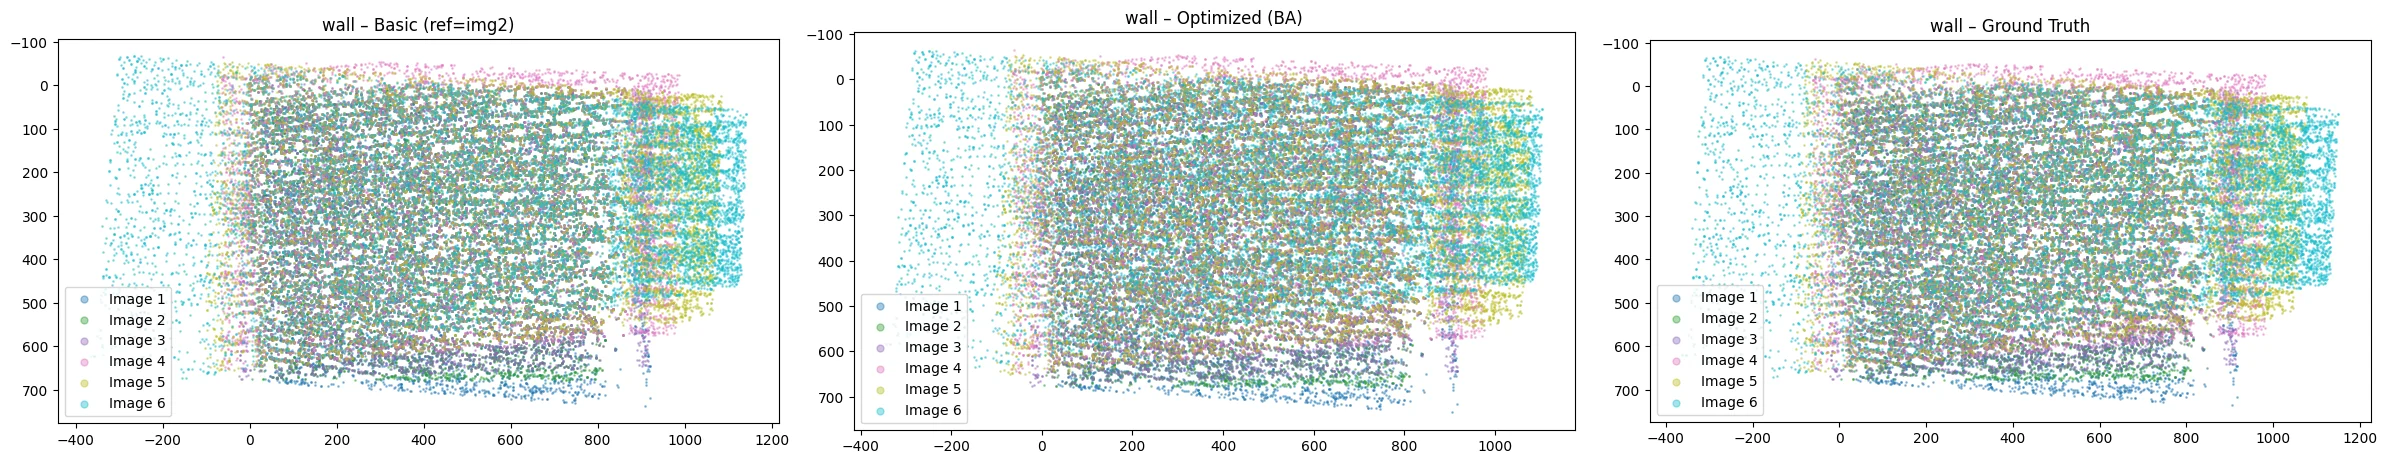 wall – Basic (ref=img2)
−100
0
100
200
300
400
500
600
700
−400
−200
0
200
400
600
800
1000
1200
Image 1
Image 2
Image 3
Image 4
Image 5
Image 6
wall – Optimized (BA)
−100
0
100
200
300
400
500
600
700
−400
−200
0
200
400
600
800
1000
Image 1
Image 2
Image 3
Image 4
Image 5
Image 6
wall – Ground Truth
−100
0
100
200
300
400
500
600
700
−400
−200
0
200
400
600
800
1000
1200
Image 1
Image 2
Image 3
Image 4
Image 5
Image 6